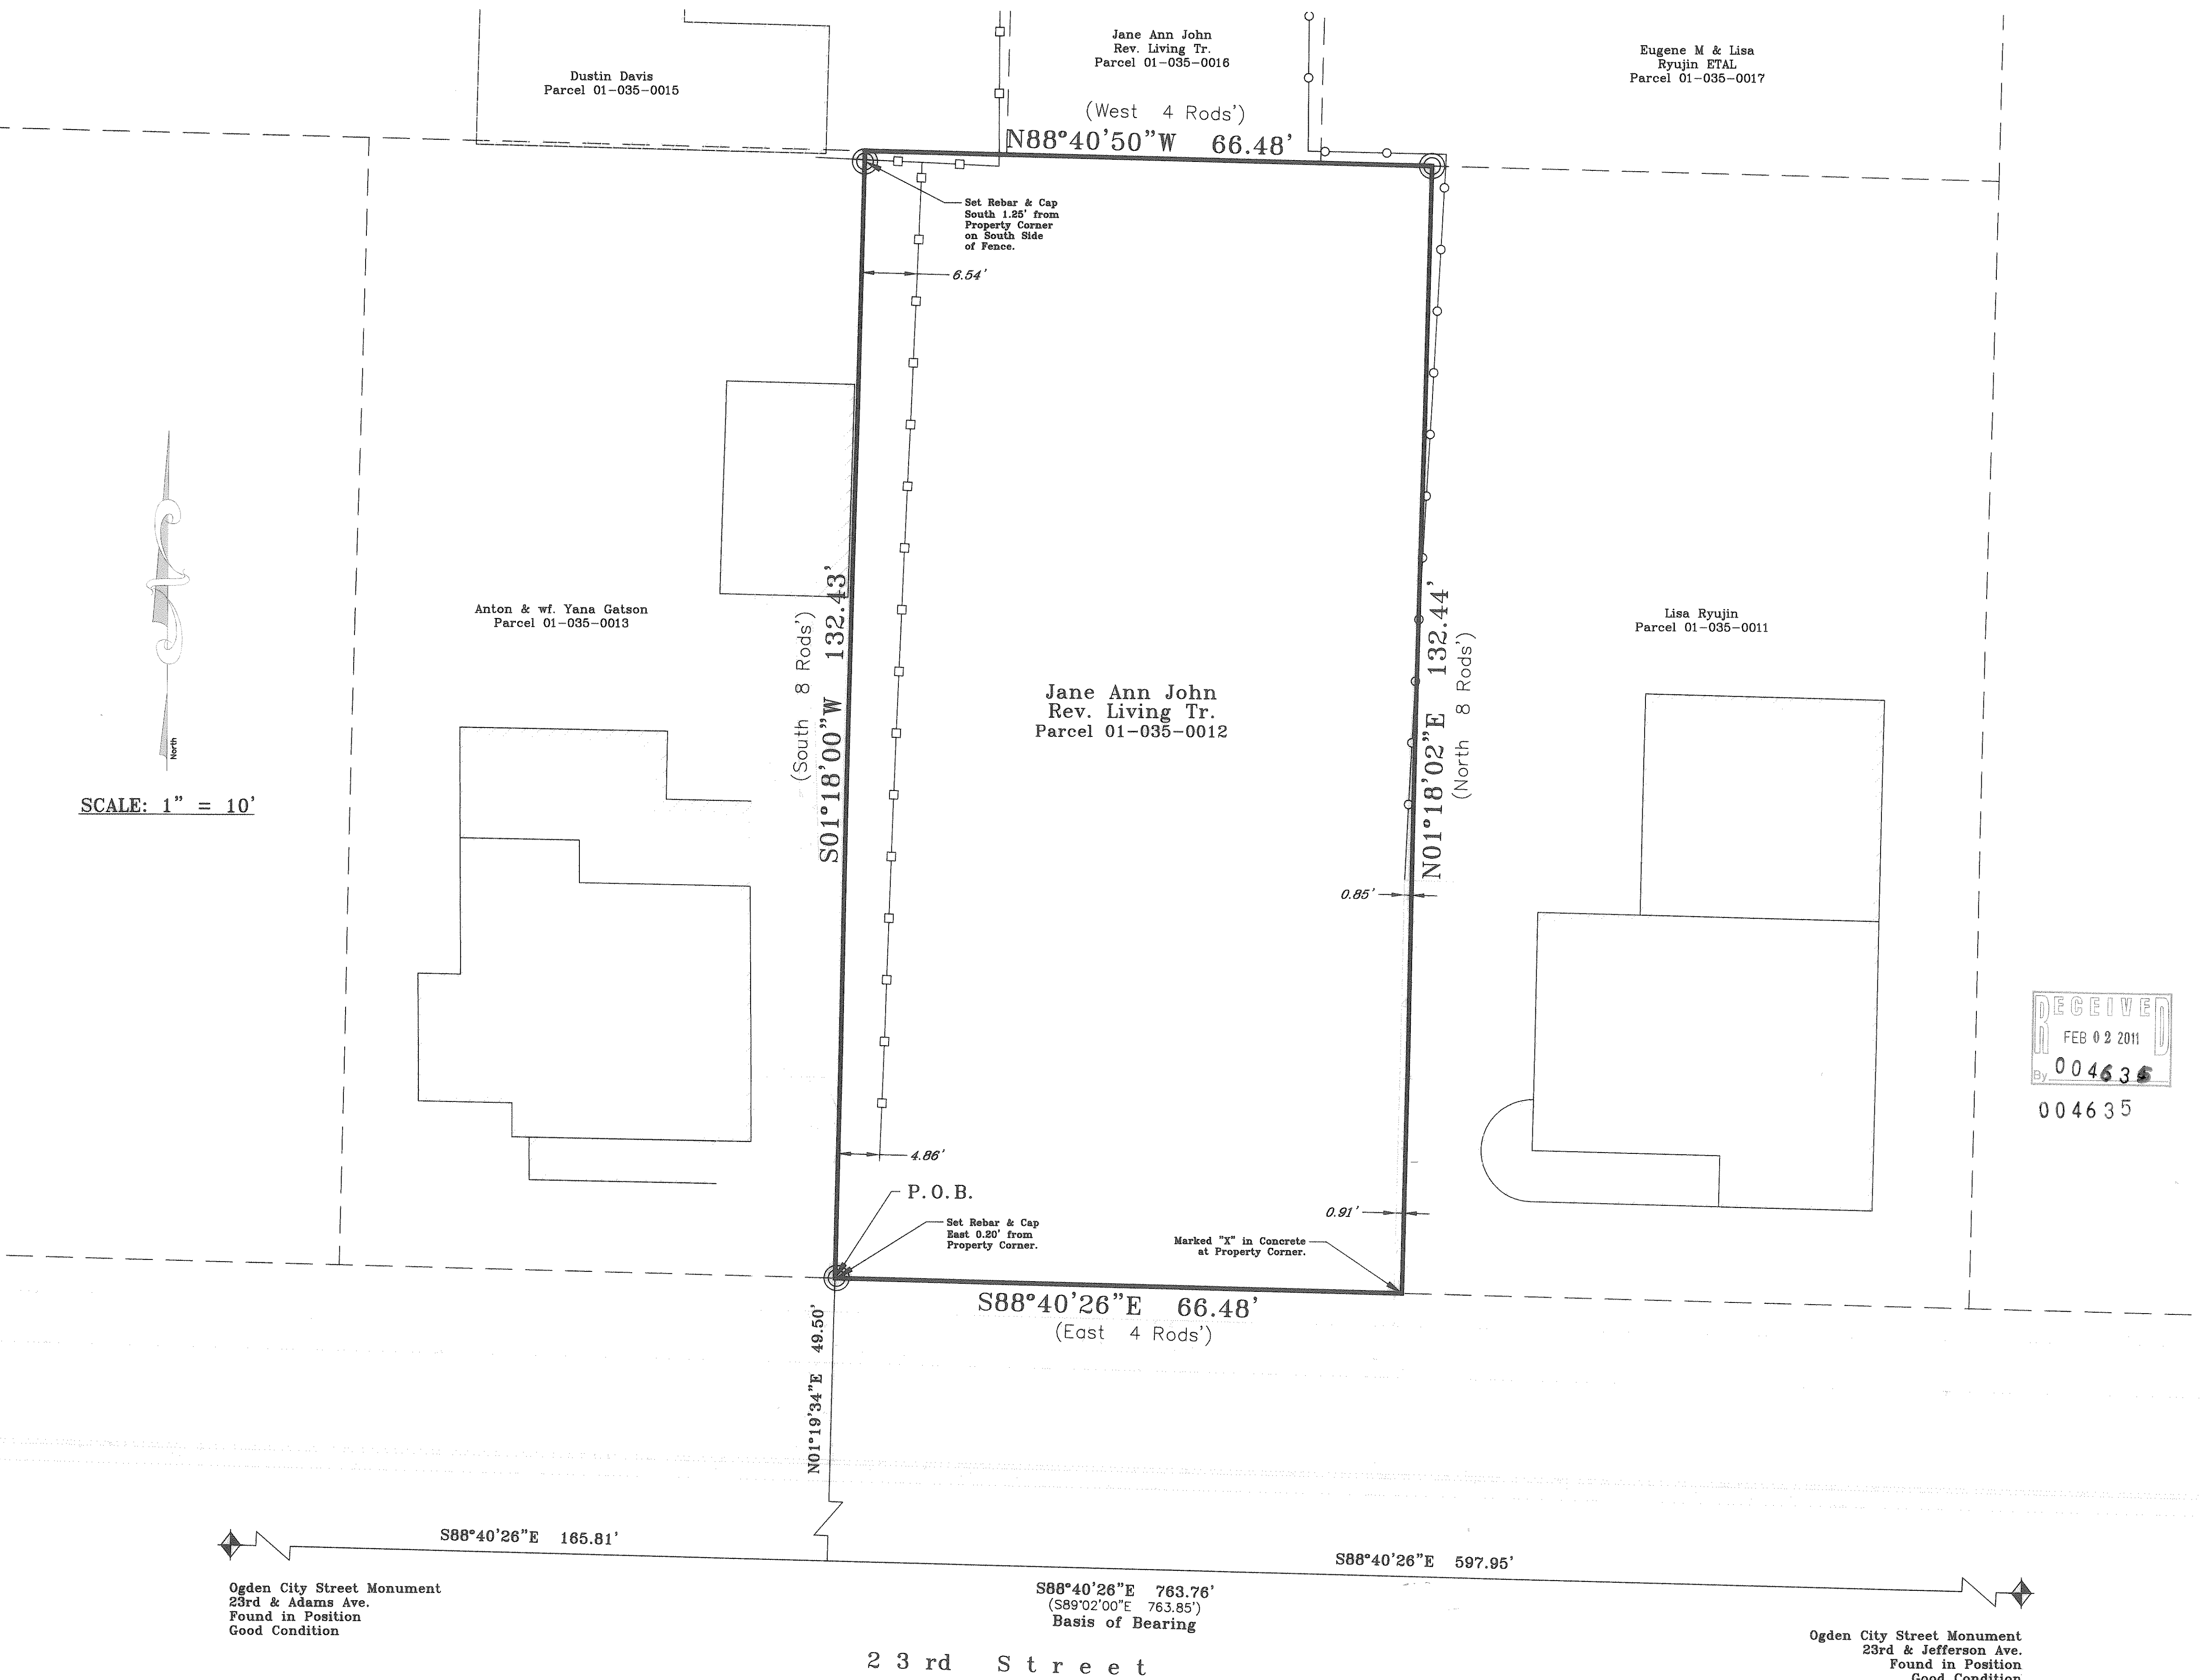 Dustin Davis
Parcel 01-035-0015
Jane Ann John
Rev. Living Tr.
Parcel 01-035-0016
Eugene M & Lisa
Ryujin ETAL
Parcel 01-035-0017
(West 4 Rods')
N88°40'50"W 66.48'
Set Rebar & Cap
South 1.25' from
Property Corner
on South Side
of Fence.
6.54'
Anton & wf. Yana Gatson
Parcel 01-035-0013
S01°18'00"W 132.43'
(South 8 Rods')
Jane Ann John
Rev. Living Tr.
Parcel 01-035-0012
N01°18'02"E 132.44'
(North 8 Rods')
Lisa Ryujin
Parcel 01-035-0011
North
SCALE: 1" = 10'
0.85'
RECEIVED
FEB 02 2011
By 004635
004635
4.86'
P.O.B.
Set Rebar & Cap
East 0.20' from
Property Corner.
0.91'
Marked "X" in Concrete
at Property Corner.
S88°40'26"E 66.48'
(East 4 Rods')
N01°19'34"E 49.50'
S88°40'26"E 165.81'
S88°40'26"E 597.95'
Ogden City Street Monument
23rd & Adams Ave.
Found in Position
Good Condition
S88°40'26"E 763.76'
(S89°02'00"E 763.85')
Basis of Bearing
Ogden City Street Monument
23rd & Jefferson Ave.
Found in Position
Good Condition
23rd Street